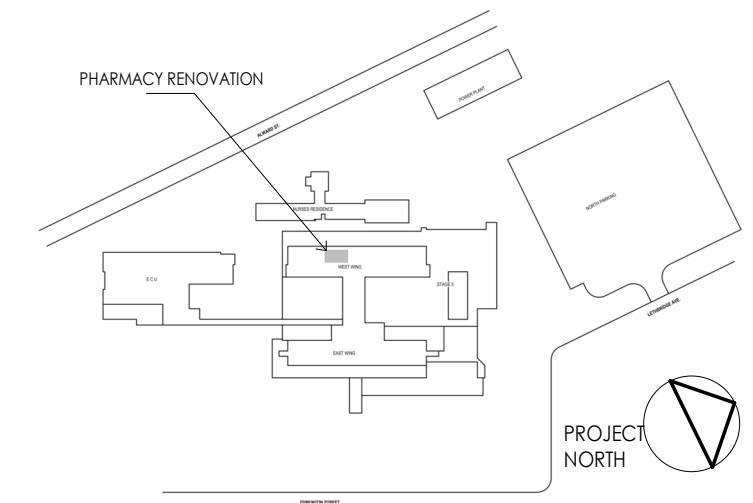 PHARMACY RENOVATION
POWER PLANT
ALWARD ST.
NORTH PARKING
NURSES RESIDENCE
WEST WING
E C U
STAGE 3
LETHBRIDGE AVE.
EAST WING
PROJECT
NORTH
EDMONTON STREET